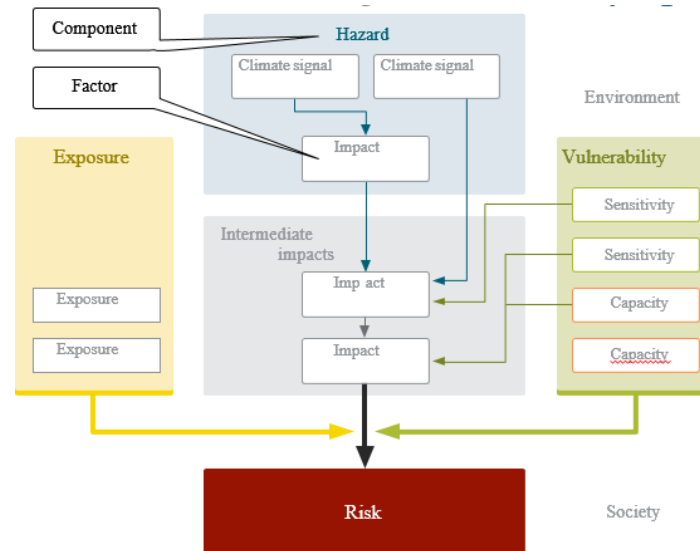 Component
Hazard
Climate signal
Climate signal
Factor
Environment
Impact
Exposure
Vulnerability
Sensitivity
Intermediate
impacts
Sensitivity
Imp act
Exposure
Capacity
Exposure
Impact
Capacity
Risk
Society